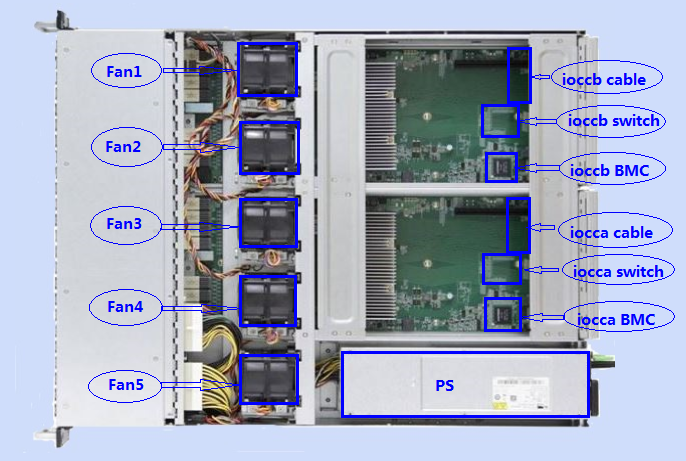 Fan1
ioccb cable
ioccb switch
Fan2
ioccb BMC
Fan3
iocca cable
iocca switch
Fan4
iocca BMC
Fan5
PS